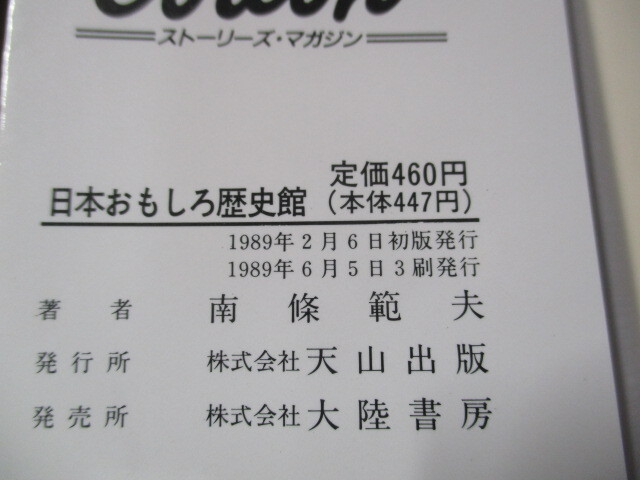 ストーリーズ・マガジン
定価460円
日本おもしろ歴史館（本体447円）
1989年2月6日初版発行
1989年6月5日3刷発行
著者 南條範夫
発行所 株式会社天山出版
発売所 株式会社大陸書房